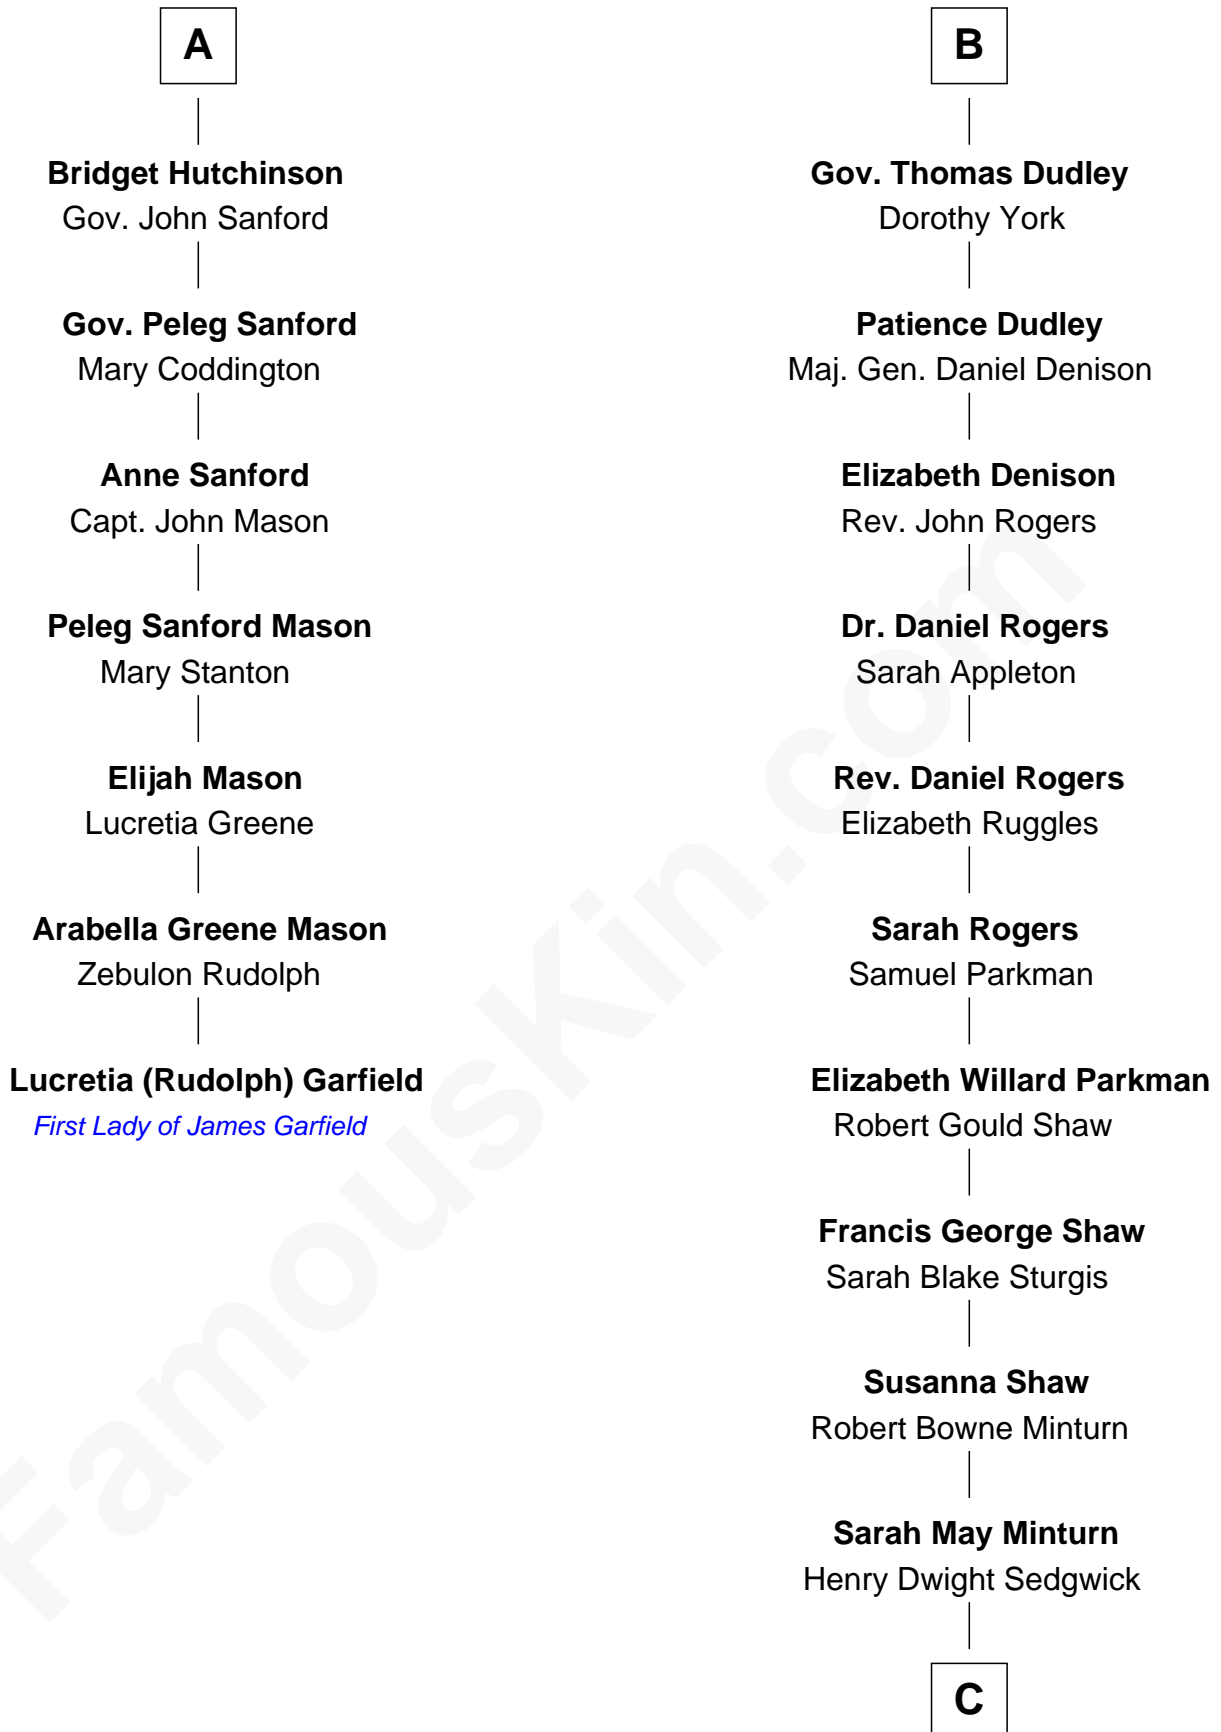 A
Bridget Hutchinson
Gov. John Sanford
Gov. Peleg Sanford
Mary Coddington
Anne Sanford
Capt. John Mason
Peleg Sanford Mason
Mary Stanton
Elijah Mason
Lucretia Greene
Arabella Greene Mason
Zebulon Rudolph
Lucretia (Rudolph) Garfield
First Lady of James Garfield
B
Gov. Thomas Dudley
Dorothy York
Patience Dudley
Maj. Gen. Daniel Denison
Elizabeth Denison
Rev. John Rogers
Dr. Daniel Rogers
Sarah Appleton
Rev. Daniel Rogers
Elizabeth Ruggles
Sarah Rogers
Samuel Parkman
Elizabeth Willard Parkman
Robert Gould Shaw
Francis George Shaw
Sarah Blake Sturgis
Susanna Shaw
Robert Bowne Minturn
Sarah May Minturn
Henry Dwight Sedgwick
C
FamousKin.com